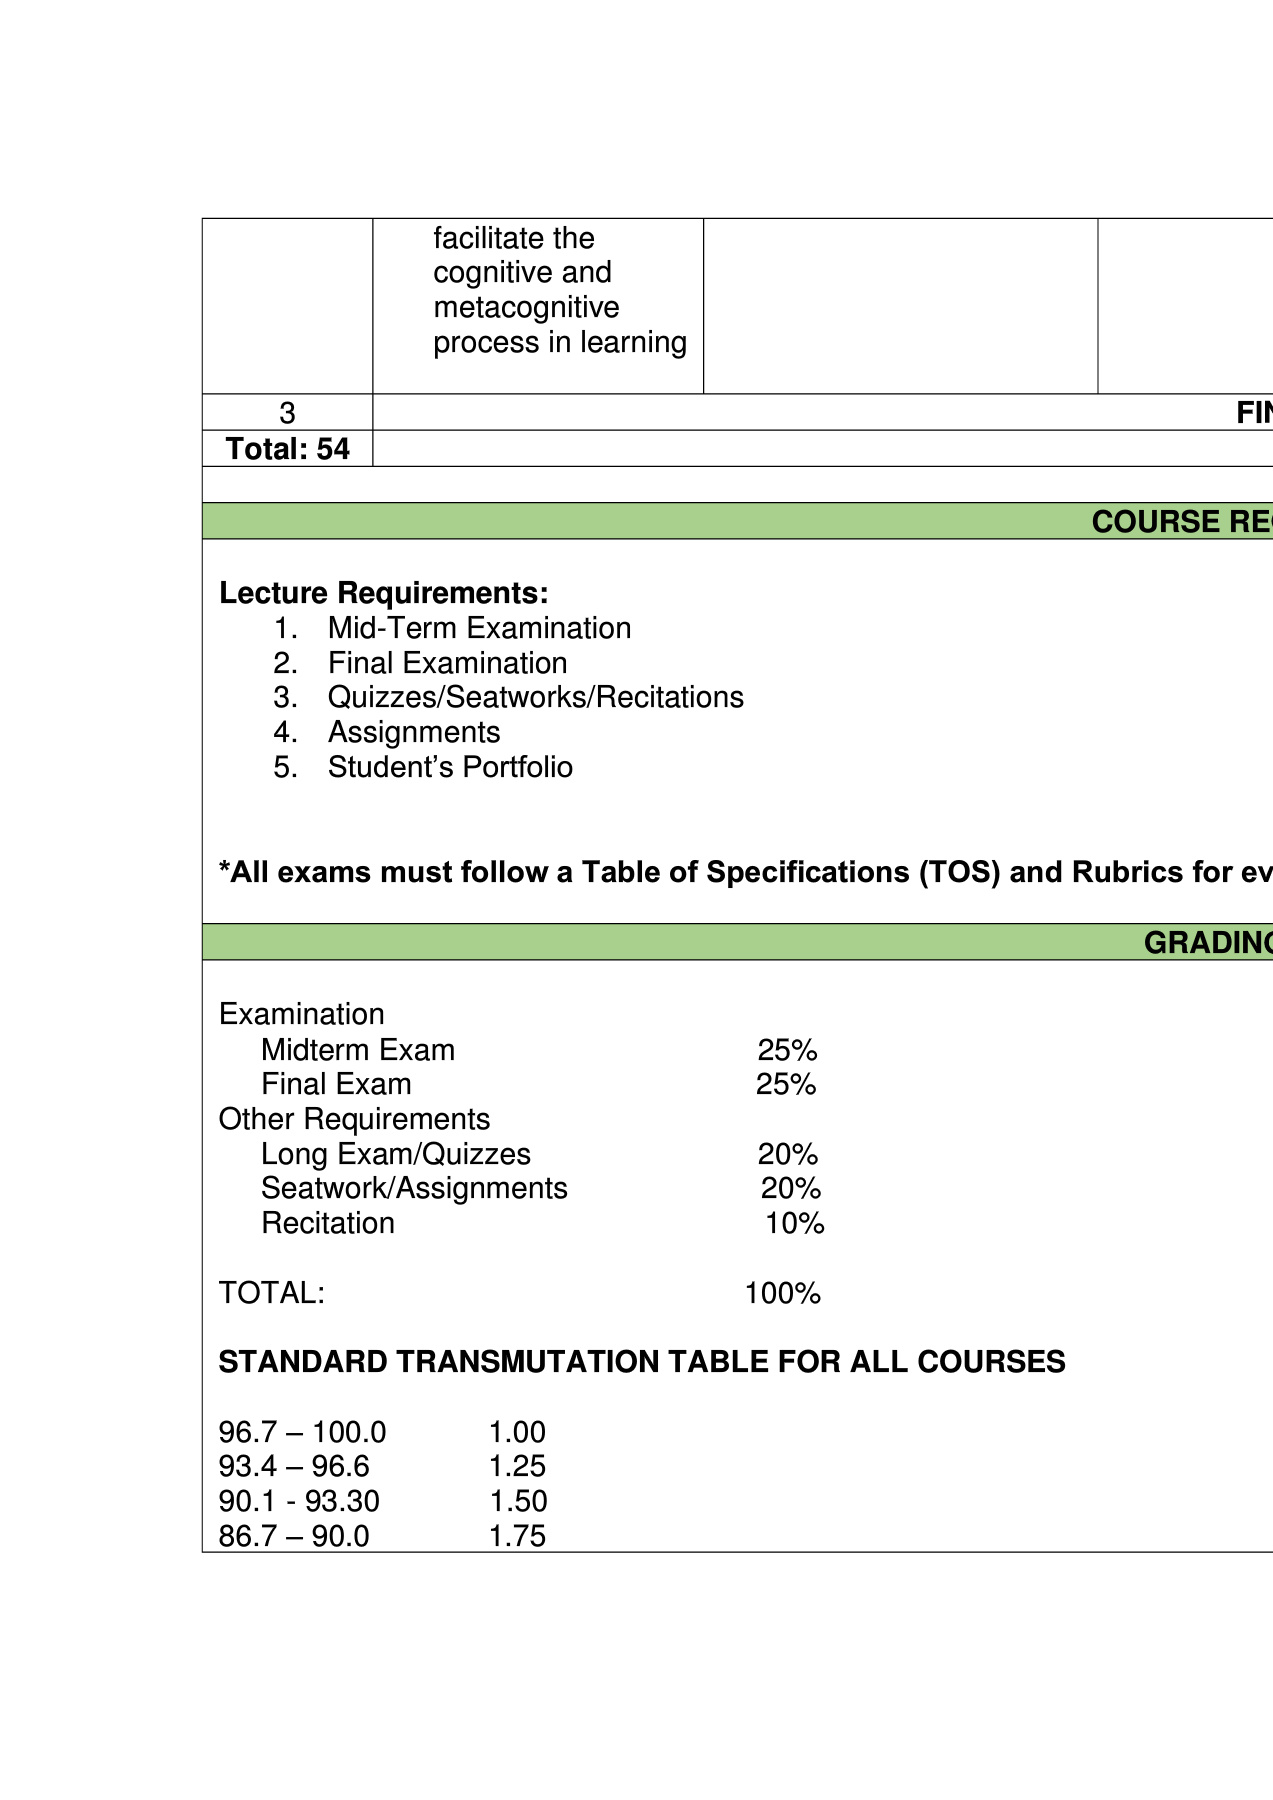 facilitate the
cognitive and
metacognitive
process in learning
3
Total: 54
COURSE
Lecture Requirements:
1. Mid-Term Examination
2. Final Examination
3. Quizzes/Seatworks/Recitations
4. Assignments
5. Student’s Portfolio
*All exams must follow a Table of Specifications (TOS) and Rubrics for
Examination
Midterm Exam 25%
Final Exam 25%
Other Requirements
Long Exam/Quizzes 20%
Seatwork/Assignments 20%
Recitation 10%
TOTAL: 100%
STANDARD TRANSMUTATION TABLE FOR ALL COURSES
96.7 – 100.0 1.00
93.4 – 96.6 1.25
90.1 - 93.30 1.50
86.7 – 90.0 1.75